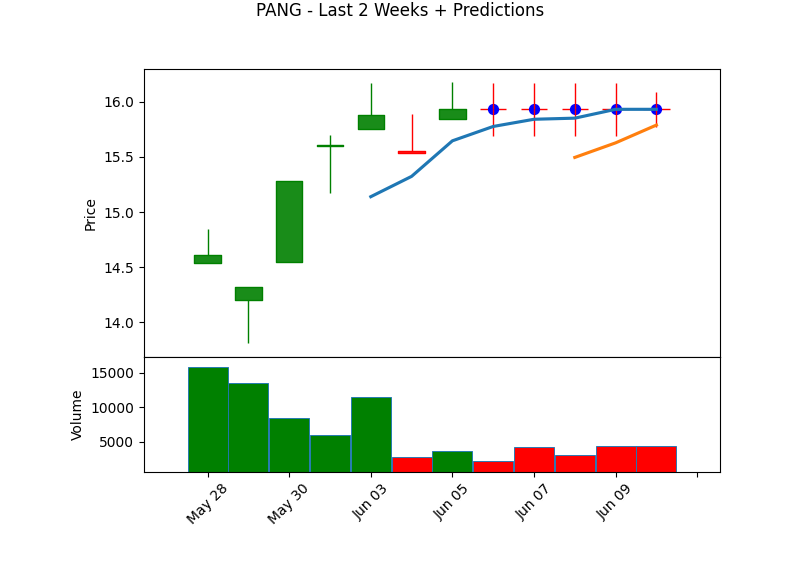 PANG - Last 2 Weeks + Predictions
16.0
15.5
15.0
14.5
14.0
Price
15000
10000
5000
Volume
May 28
May 30
Jun 03
Jun 05
Jun 07
Jun 09